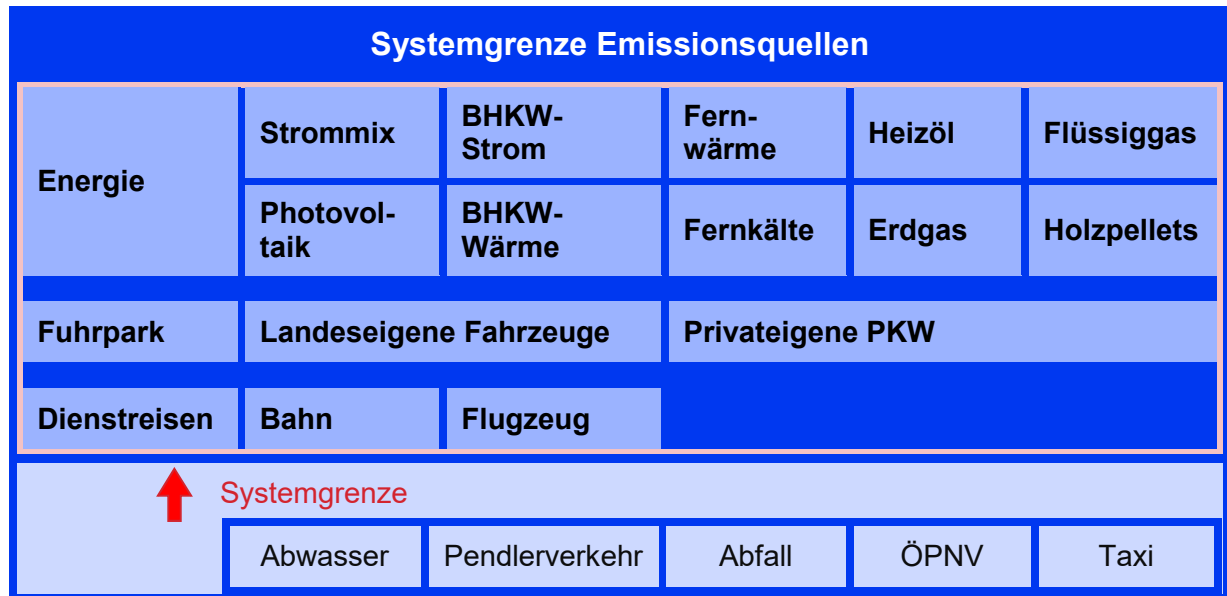 Systemgrenze Emissionsquellen
Energie
Strommix
BHKW-
Strom
Fern-
wärme
Heizöl
Flüssiggas
Photovol-
taik
BHKW-
Wärme
Fernkälte
Erdgas
Holzpellets
Fuhrpark
Landeseigene Fahrzeuge
Privateigene PKW
Dienstreisen
Bahn
Flugzeug
Systemgrenze
Abwasser
Pendlerverkehr
Abfall
ÖPNV
Taxi